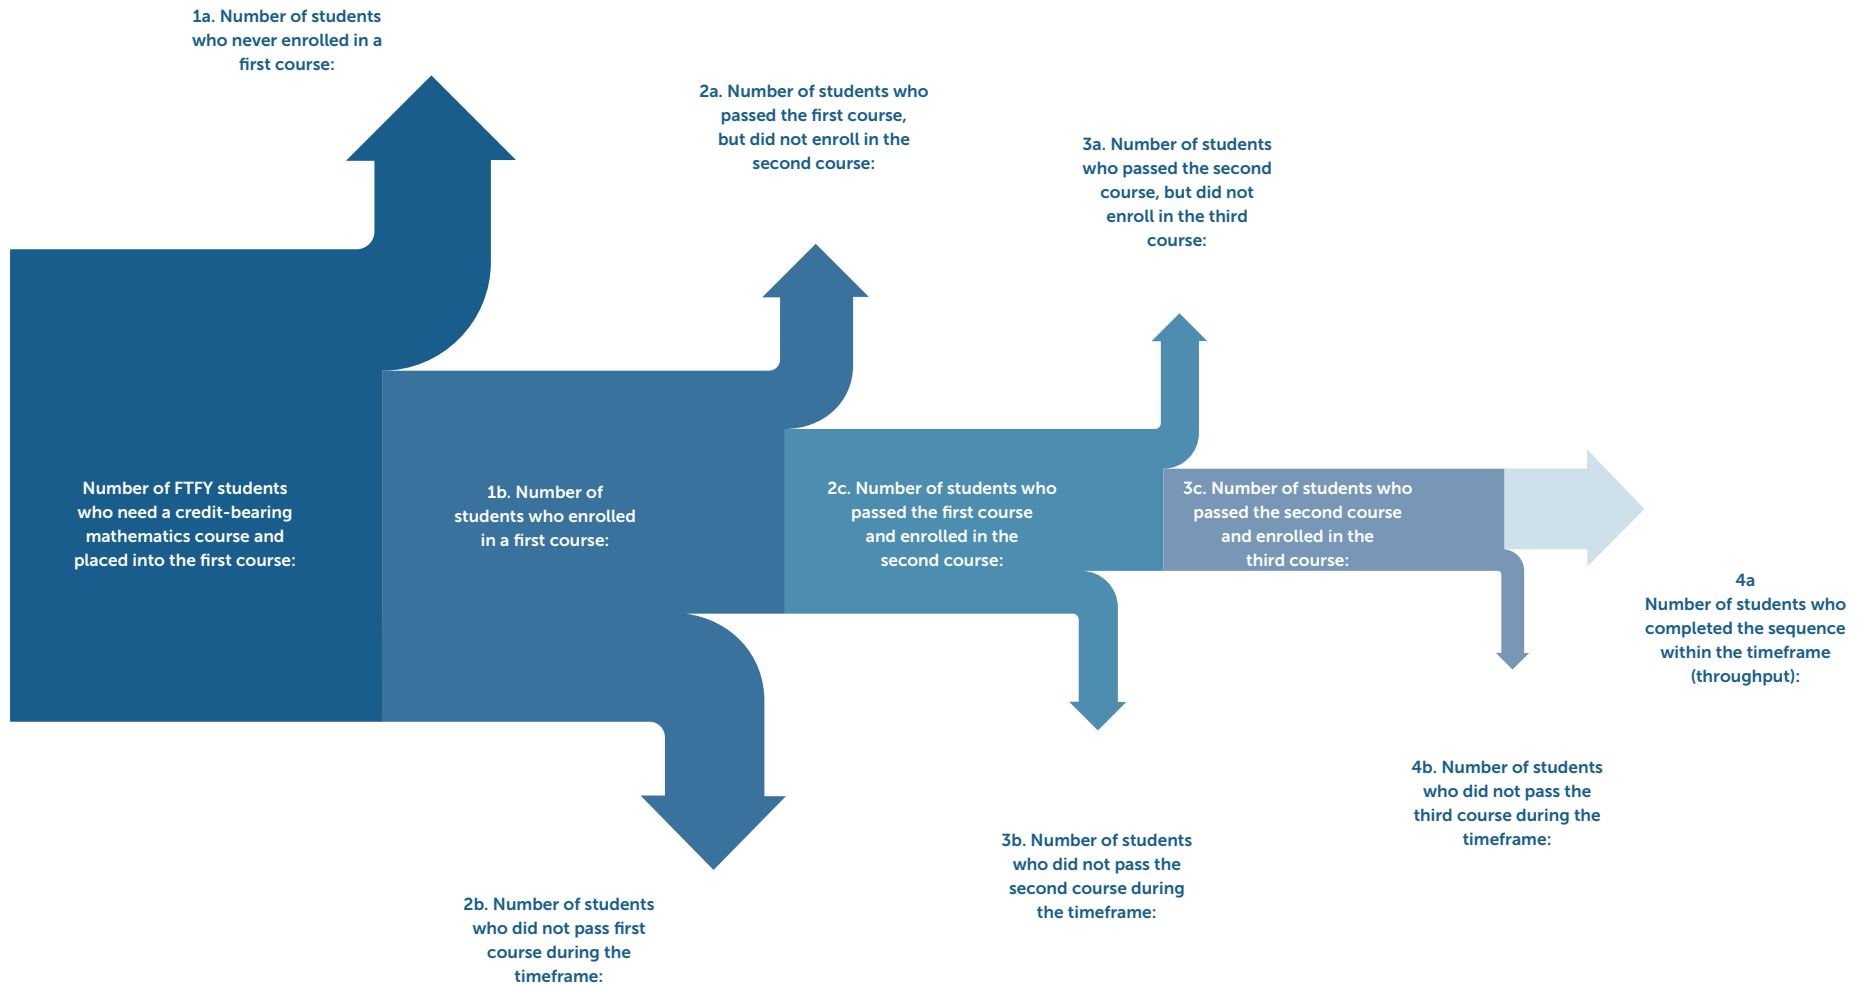 1a. Number of students
who never enrolled in a
first course:
2a. Number of students who
passed the first course,
but did not enroll in the
second course:
3a. Number of students
who passed the second
course, but did not
enroll in the third
course:
Number of FTFY students
who need a credit-bearing
mathematics course and
placed into the first course:
1b. Number of
students who enrolled
in a first course:
2c. Number of students who
passed the first course
and enrolled in the
second course:
3c. Number of students who
passed the second course
and enrolled in the
third course:
4a
Number of students who
completed the sequence
within the timeframe
(throughput):
4b. Number of students
who did not pass the
third course during the
timeframe:
3b. Number of students
who did not pass the
second course during
the timeframe:
2b. Number of students
who did not pass first
course during the
timeframe: